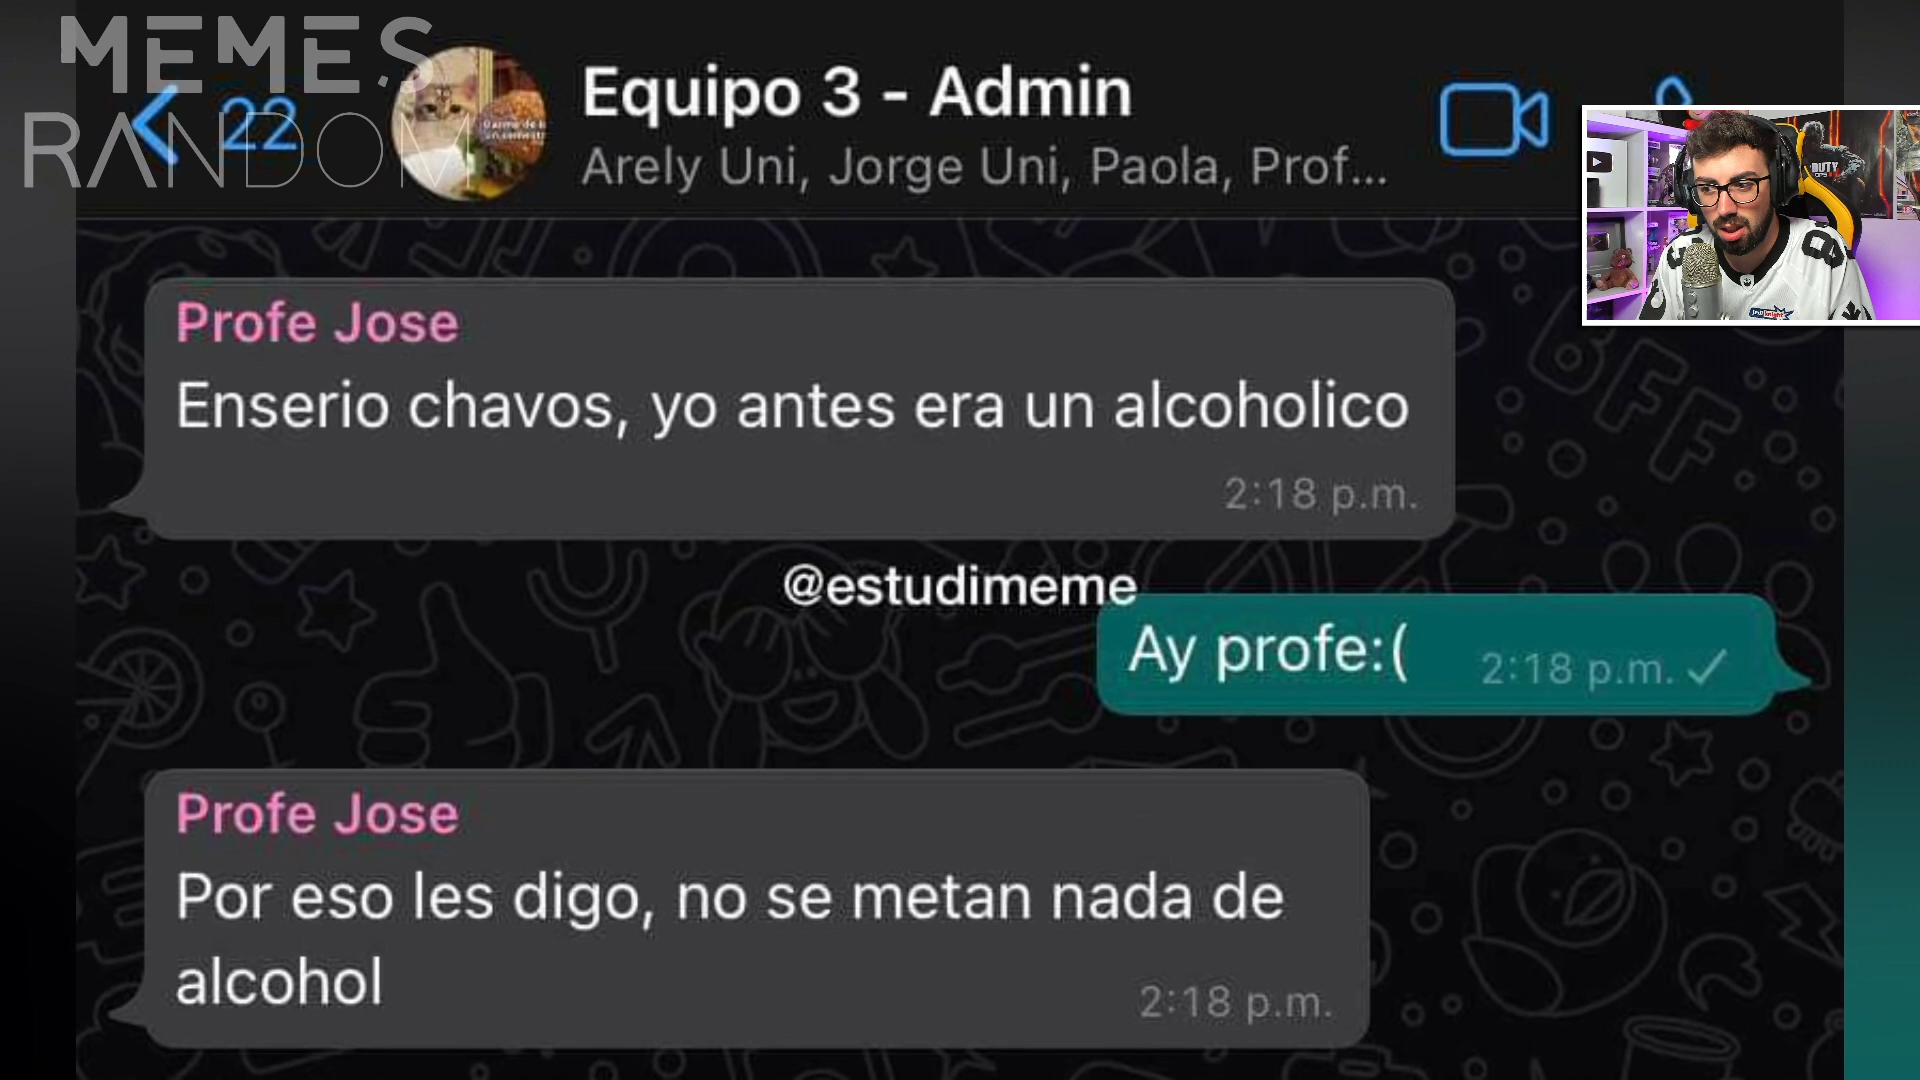 MEMES
RANDOM
22
Equipo 3 - Admin
Arely Uni, Jorge Uni, Paola, Prof...
Profe Jose
Enserio chavos, yo antes era un alcoholico
2:18 p.m.
@estudimeme
Ay profe:(
2:18 p.m.
Profe Jose
Por eso les digo, no se metan nada de
alcohol
2:18 p.m.
BFF
DUTY